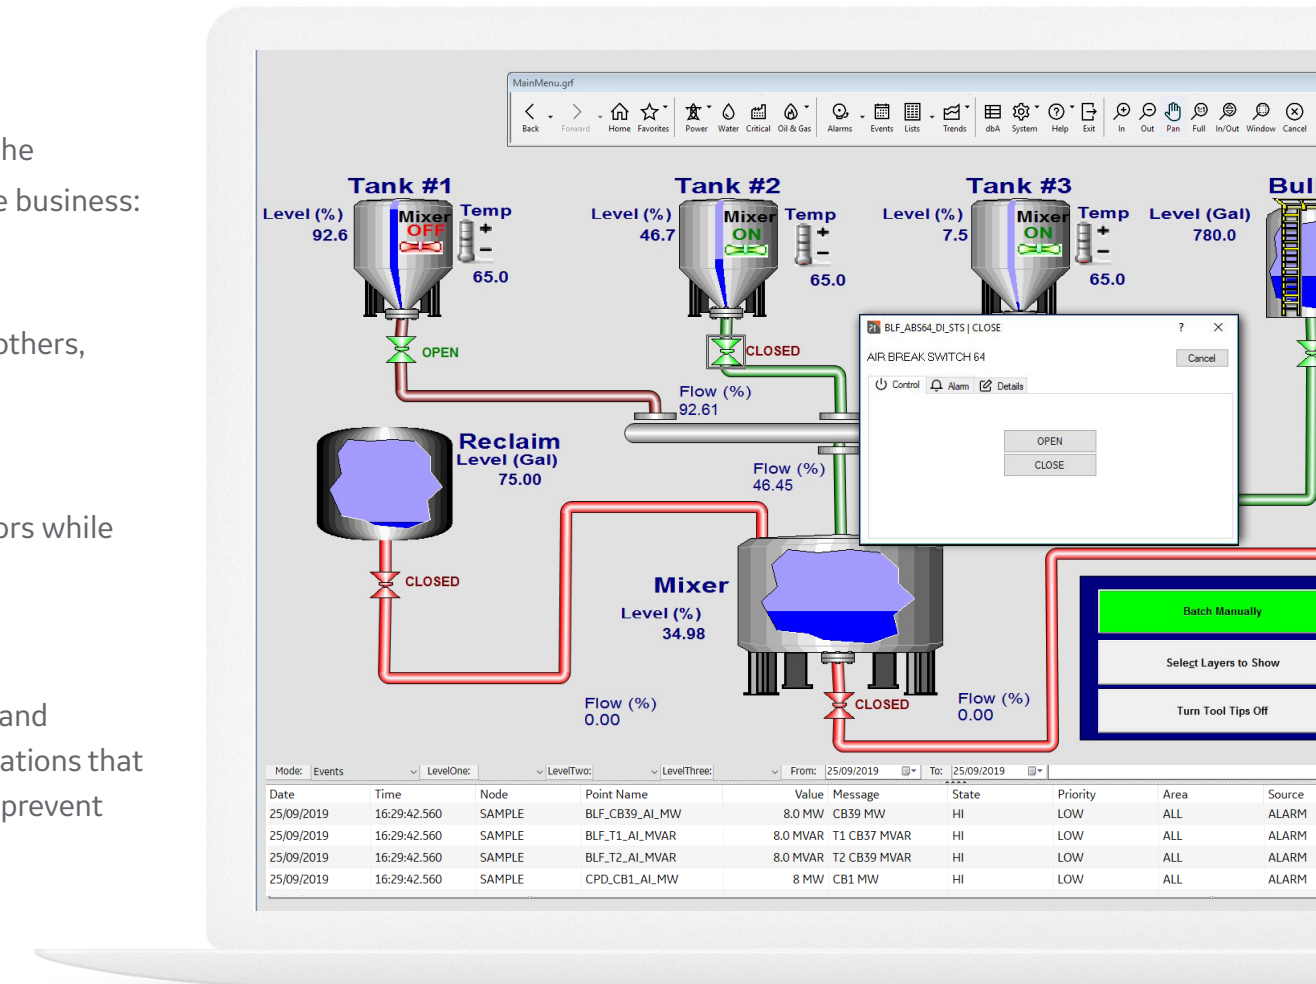 he
e business:
others,
ors while
and
ations that
prevent
MainMenu.grf
Back Forward Home Favorites Power Water Critical Oil & Gas Alarms Events Lists Trends dbA System Help Exit In Out Pan Full In/Out Window Cancel
Tank #1
Level (%)
92.6
Mixer
OFF
Temp
+
−
65.0
OPEN
Tank #2
Level (%)
46.7
Mixer
ON
Temp
+
−
65.0
CLOSED
Tank #3
Level (%)
7.5
Mixer
ON
Temp
+
−
65.0
Bul
Level (Gal)
780.0
Flow (%)
92.61
BLF_ABS64_DI_STS | CLOSE ? X
AIR BREAK SWITCH 64
Cancel
Control Alarm Details
OPEN
CLOSE
Reclaim
Level (Gal)
75.00
Flow (%)
46.45
CLOSED
Mixer
Level (%)
34.98
Flow (%)
0.00
CLOSED
Flow (%)
0.00
Batch Manually
Select Layers to Show
Turn Tool Tips Off
Mode: Events LevelOne: LevelTwo: LevelThree: From: 25/09/2019 To: 25/09/2019
Date Time Node Point Name Value Message State Priority Area Source
25/09/2019 16:29:42.560 SAMPLE BLF_CB39_AI_MW 8.0 MW CB39 MW HI LOW ALL ALARM
25/09/2019 16:29:42.560 SAMPLE BLF_T1_AI_MVAR 8.0 MVAR T1 CB37 MVAR HI LOW ALL ALARM
25/09/2019 16:29:42.560 SAMPLE BLF_T2_AI_MVAR 8.0 MVAR T2 CB39 MVAR HI LOW ALL ALARM
25/09/2019 16:29:42.560 SAMPLE CPD_CB1_AI_MW 8 MW CB1 MW HI LOW ALL ALARM